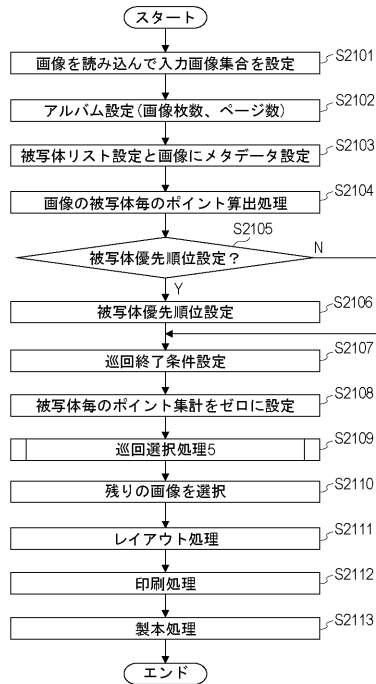 スタート
画像を読み込んで入力画像集合を設定
S2101
アルバム設定(画像枚数、ページ数)
S2102
被写体リスト設定と画像にメタデータ設定
S2103
画像の被写体毎のポイント算出処理
S2104
被写体優先順位設定？
S2105
N
Y
被写体優先順位設定
S2106
巡回終了条件設定
S2107
被写体毎のポイント集計をゼロに設定
S2108
巡回選択処理5
S2109
残りの画像を選択
S2110
レイアウト処理
S2111
印刷処理
S2112
製本処理
S2113
エンド